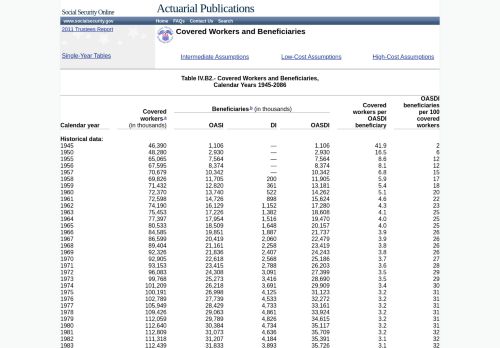 Social Security Online
Actuarial Publications
www.socialsecurity.gov Home FAQs Contact Us Search
2011 Trustees Report
Covered Workers and Beneficiaries
Single-Year Tables
Intermediate Assumptions Low-Cost Assumptions High-Cost Assumptions
Table IV.B2.- Covered Workers and Beneficiaries,
Calendar Years 1945-2086
Calendar year
Covered workers a (in thousands)
Beneficiaries b (in thousands)
OASI DI OASDI
Covered workers per OASDI beneficiary
OASDI beneficiaries per 100 covered workers
Historical data:
1945 46,390 1,106 — 1,106 41.9 2
1950 48,280 2,930 — 2,930 16.5 6
1955 65,065 7,564 — 7,564 8.6 12
1956 67,595 8,374 — 8,374 8.1 12
1957 70,679 10,342 — 10,342 6.8 15
1958 69,826 11,705 200 11,905 5.9 17
1959 71,432 12,820 361 13,181 5.4 18
1960 72,370 13,740 522 14,262 5.1 20
1961 72,598 14,726 898 15,624 4.6 22
1962 74,190 16,129 1,152 17,280 4.3 23
1963 75,453 17,226 1,382 18,608 4.1 25
1964 77,397 17,954 1,516 19,470 4.0 25
1965 80,533 18,509 1,648 20,157 4.0 25
1966 84,585 19,851 1,887 21,737 3.9 26
1967 86,599 20,419 2,060 22,479 3.9 26
1968 89,404 21,161 2,258 23,419 3.8 26
1969 92,326 21,836 2,407 24,243 3.8 26
1970 92,905 22,618 2,568 25,186 3.7 27
1971 93,153 23,415 2,788 26,203 3.6 28
1972 96,083 24,308 3,091 27,399 3.5 29
1973 99,768 25,273 3,416 28,690 3.5 29
1974 101,209 26,218 3,691 29,909 3.4 30
1975 100,191 26,998 4,125 31,123 3.2 31
1976 102,789 27,739 4,533 32,272 3.2 31
1977 105,949 28,429 4,733 33,161 3.2 31
1978 109,426 29,063 4,861 33,924 3.2 31
1979 112,059 29,789 4,826 34,615 3.2 31
1980 112,640 30,384 4,734 35,117 3.2 31
1981 112,809 31,073 4,636 35,709 3.2 32
1982 111,318 31,207 4,184 35,391 3.1 32
1983 112,439 31,833 3,893 35,726 3.1 32